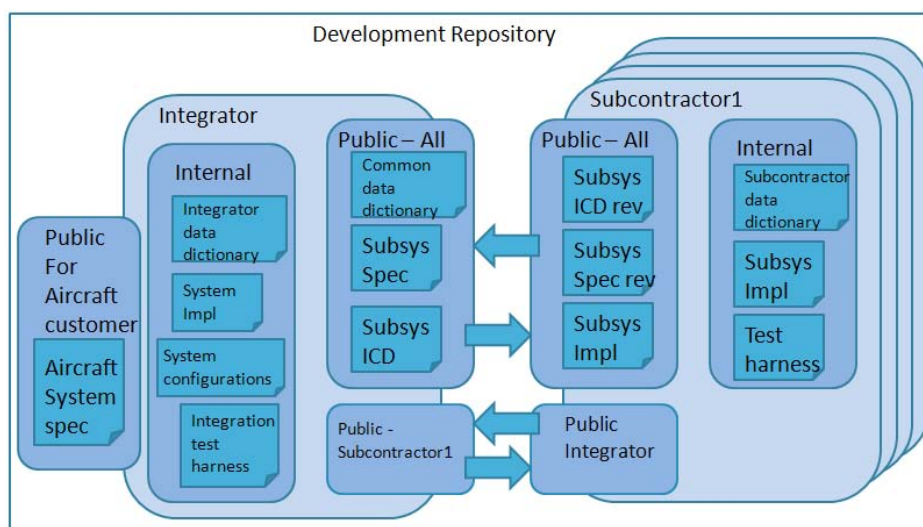 Development Repository
Integrator
Internal
Integrator
data
dictionary
System
Impl
System
configurations
Integration
test
harness
Public
For
Aircraft
customer
Aircraft
System
spec
Public – All
Common
data
dictionary
Subsys
Spec
Subsys
ICD
Public -
Subcontractor1
Subcontractor1
Public – All
Subsys
ICD rev
Subsys
Spec rev
Subsys
Impl
Public
Integrator
Internal
Subcontractor
data
dictionary
Subsys
Impl
Test
harness